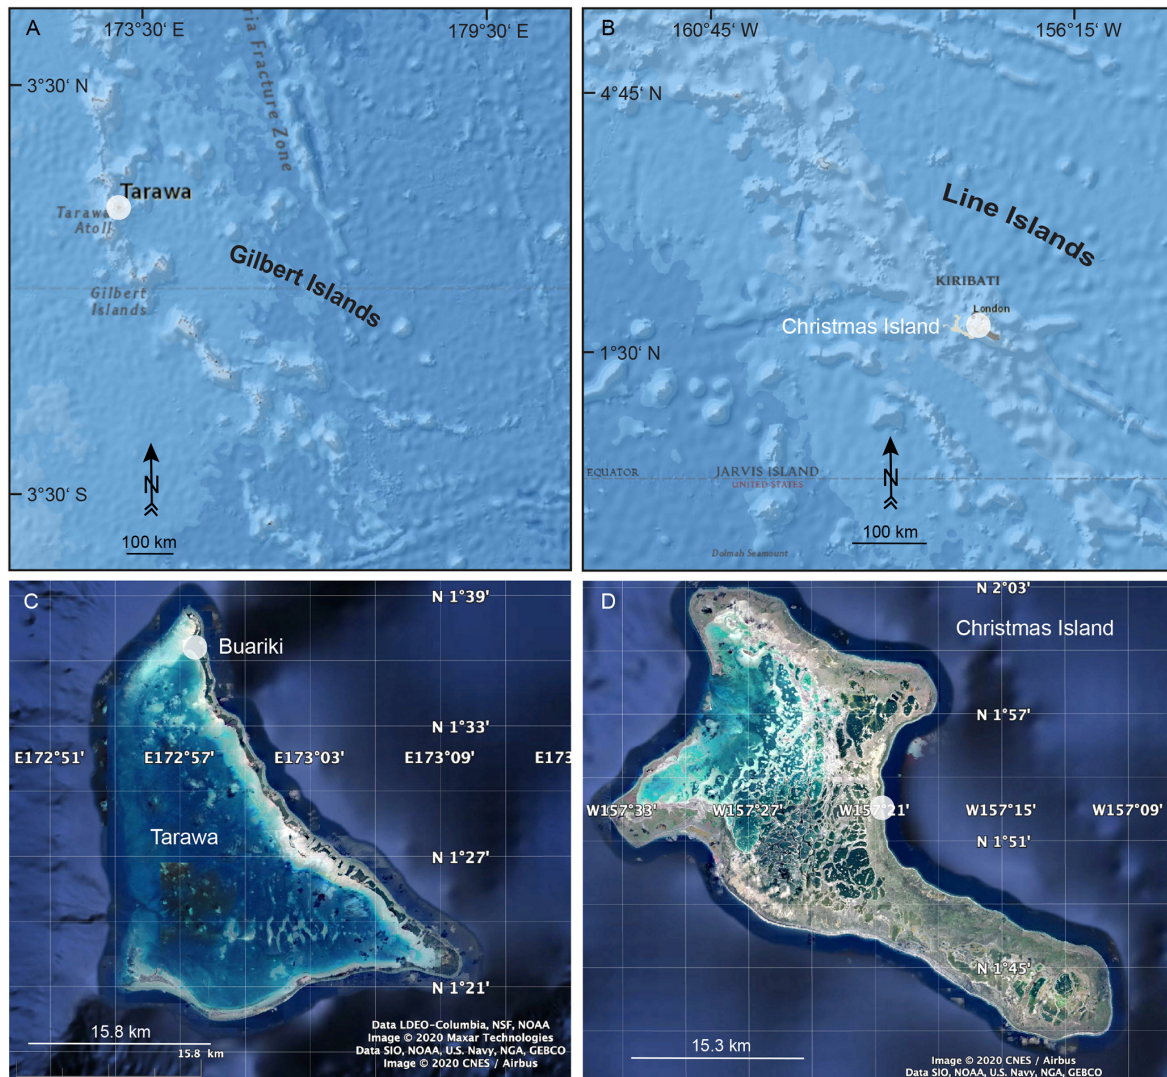 A
173°30‘ E
179°30‘ E
3°30‘ N
ria Fracture Zone
Tarawa
Tarawa
Atoll
Gilbert Islands
Gilbert
Islands
3°30‘ S
N
100 km
B
160°45‘ W
156°15‘ W
4°45‘ N
Line Islands
KIRIBATI
London
Christmas Island
1°30‘ N
EQUATOR
JARVIS ISLAND
UNITED STATES
N
100 km
Dolmah Seamount
C
N 1°39'
Buariki
N 1°33'
E172°51'
E172°57'
E173°03'
E173°09'
E173
Tarawa
N 1°27'
N 1°21'
15.8 km
15.8 km
Data LDEO-Columbia, NSF, NOAA
Image © 2020 Maxar Technologies
Data SIO, NOAA, U.S. Navy, NGA, GEBCO
Image © 2020 CNES / Airbus
D
N 2°03'
Christmas Island
N 1°57'
W157°33'
W157°27'
W157°21'
W157°15'
W157°09'
N 1°51'
N 1°45'
15.3 km
Image © 2020 CNES / Airbus
Data SIO, NOAA, U.S. Navy, NGA, GEBCO